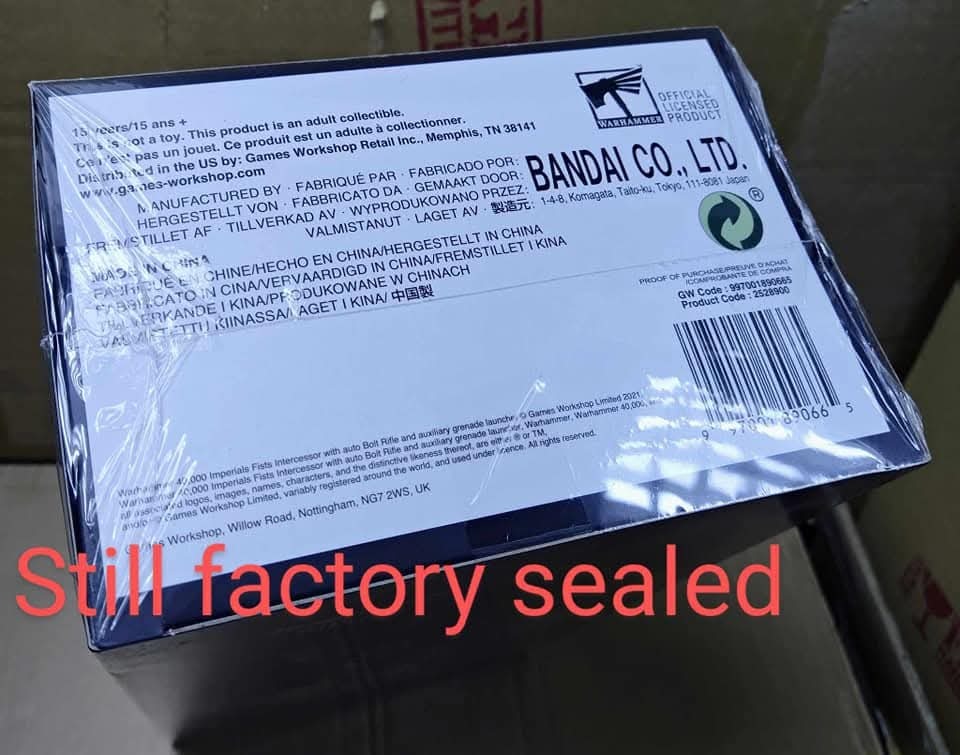 15 years/15 ans +
This is not a toy. This product is an adult collectible.
Ce n'est pas un jouet. Ce produit est un adulte à collectionner.
Distributed in the US by: Games Workshop Retail Inc., Memphis, TN 38141
www.games-workshop.com
WARHAMMER
OFFICIAL
LICENSED
PRODUCT
MANUFACTURED BY · FABRIQUÉ PAR · FABRICADO POR:
HERGESTELLT VON · FABBRICATO DA · GEMAAKT DOOR:
FREMSTILLET AF · TILLVERKAD AV · WYPRODUKOWANO PRZEZ:
VALMISTANUT · LAGET AV · 製造元:
BANDAI CO., LTD.
1-4-8, Komagata, Taito-ku, Tokyo, 111-8081 Japan
®
MADE IN CHINA
FABRIQUÉ EN CHINE/HECHO EN CHINA/HERGESTELLT IN CHINA
FABBRICATO IN CINA/VERVAARDIGD IN CHINA/FREMSTILLET I KINA
TILLVERKANDE I KINA/PRODUKOWANE W CHINACH
VALMISTETTU KIINASSA/LAGET I KINA/ 中国製
PROOF OF PURCHASE/PREUVE D'ACHAT
/COMPROBANTE DE COMPRA
GW Code : 997001890665
Product Code : 2528900
9 97001 89066 5
Warhammer 40,000 Imperials Fists Intercessor with auto Bolt Rifle and auxiliary grenade launcher © Games Workshop Limited 2021.
Warhammer 40,000 Imperials Fists Intercessor with auto Bolt Rifle and auxiliary grenade launcher, Warhammer, Warhammer 40,000,
all associated logos, images, names, characters, and the distinctive likeness thereof, are either ® or TM,
and/or © Games Workshop Limited, variably registered around the world, and used under licence. All rights reserved.
Games Workshop, Willow Road, Nottingham, NG7 2WS, UK
Still factory sealed